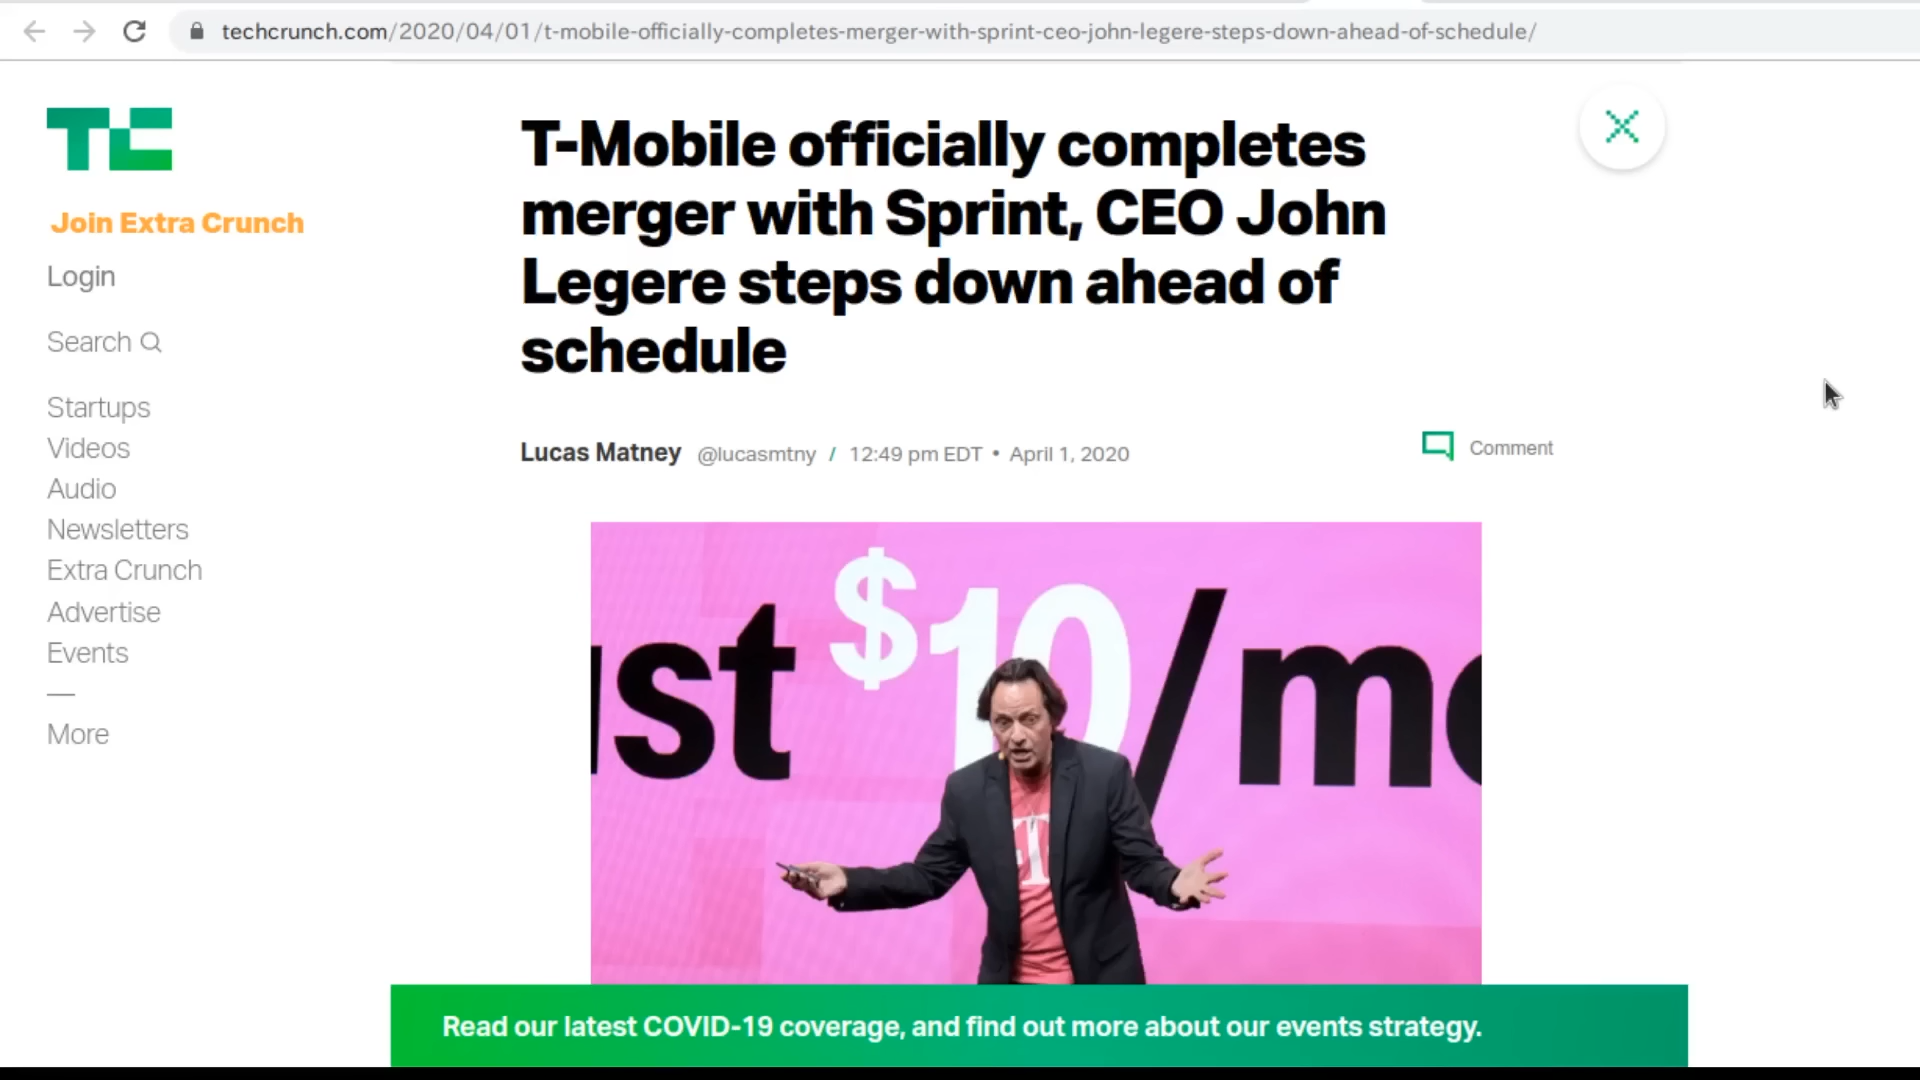 techcrunch.com/2020/04/01/t-mobile-officially-completes-merger-with-sprint-ceo-john-legere-steps-down-ahead-of-schedule/
TC
Join Extra Crunch
Login
Search
Startups
Videos
Audio
Newsletters
Extra Crunch
Advertise
Events
—
More
T-Mobile officially completes
merger with Sprint, CEO John
Legere steps down ahead of
schedule
Lucas Matney @lucasmtny / 12:49 pm EDT • April 1, 2020
Comment
ust $10/mo
T
Read our latest COVID-19 coverage, and find out more about our events strategy.